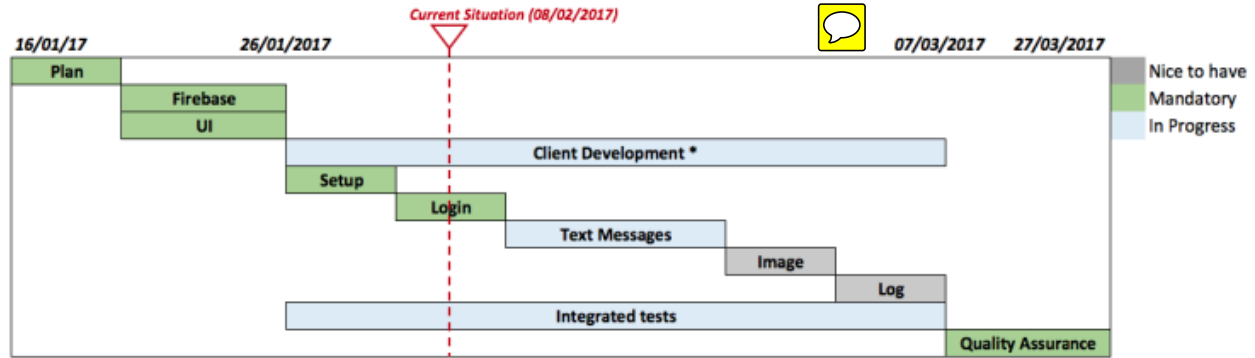 Current Situation (08/02/2017)
16/01/17 26/01/2017 07/03/2017 27/03/2017
Plan
Nice to have
Firebase
Mandatory
UI
In Progress
Client Development *
Setup
Login
Text Messages
Image
Log
Integrated tests
Quality Assurance